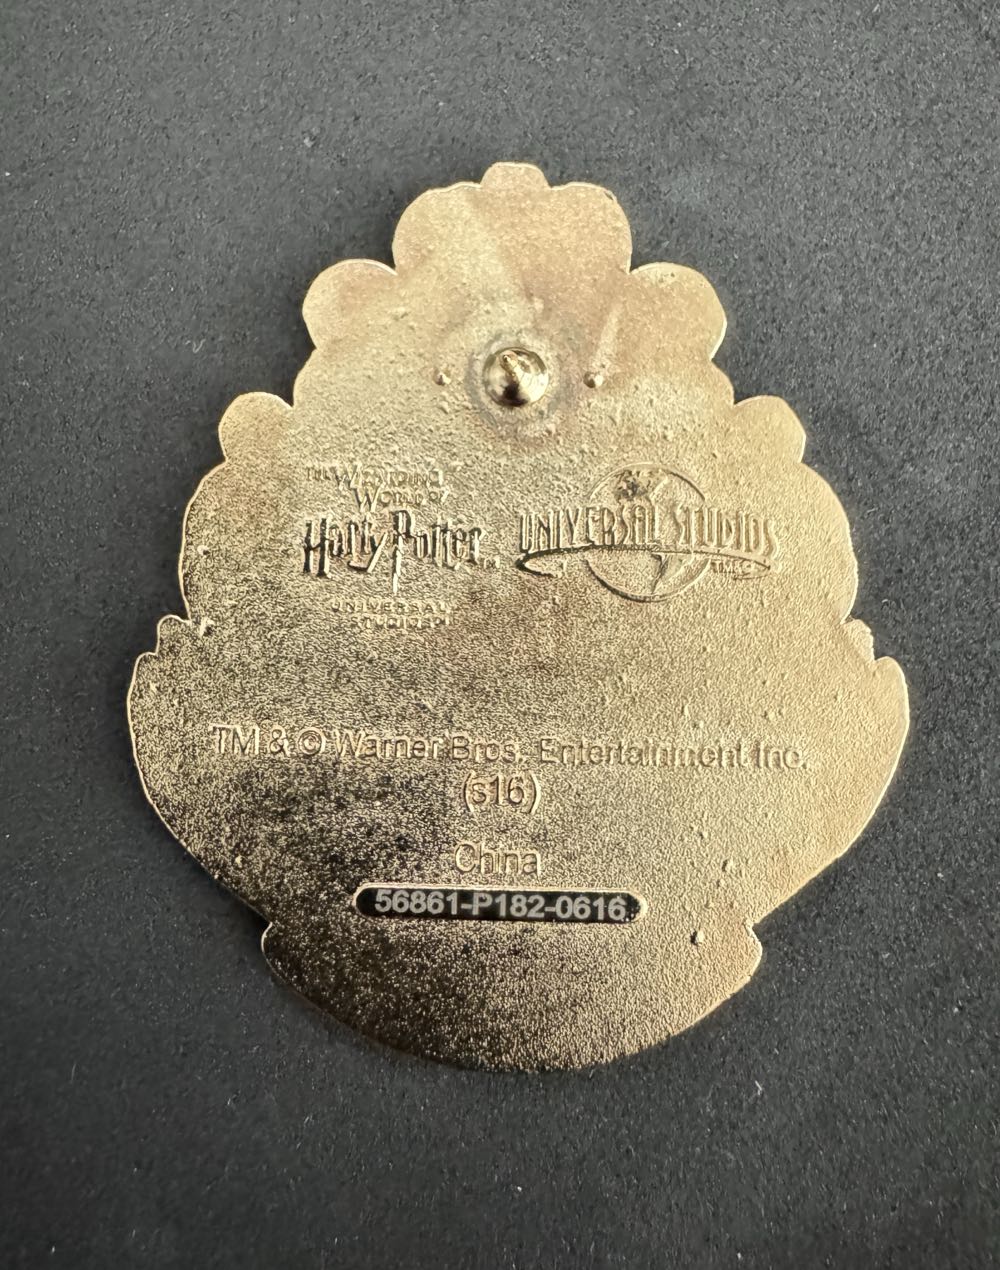 THE WIZARDING
WORLD OF
Harry Potter
UNIVERSAL
STUDIOS
UNIVERSAL STUDIOS
TM & ©
TM & © Warner Bros. Entertainment Inc.
(s16)
China
56861-P182-0616